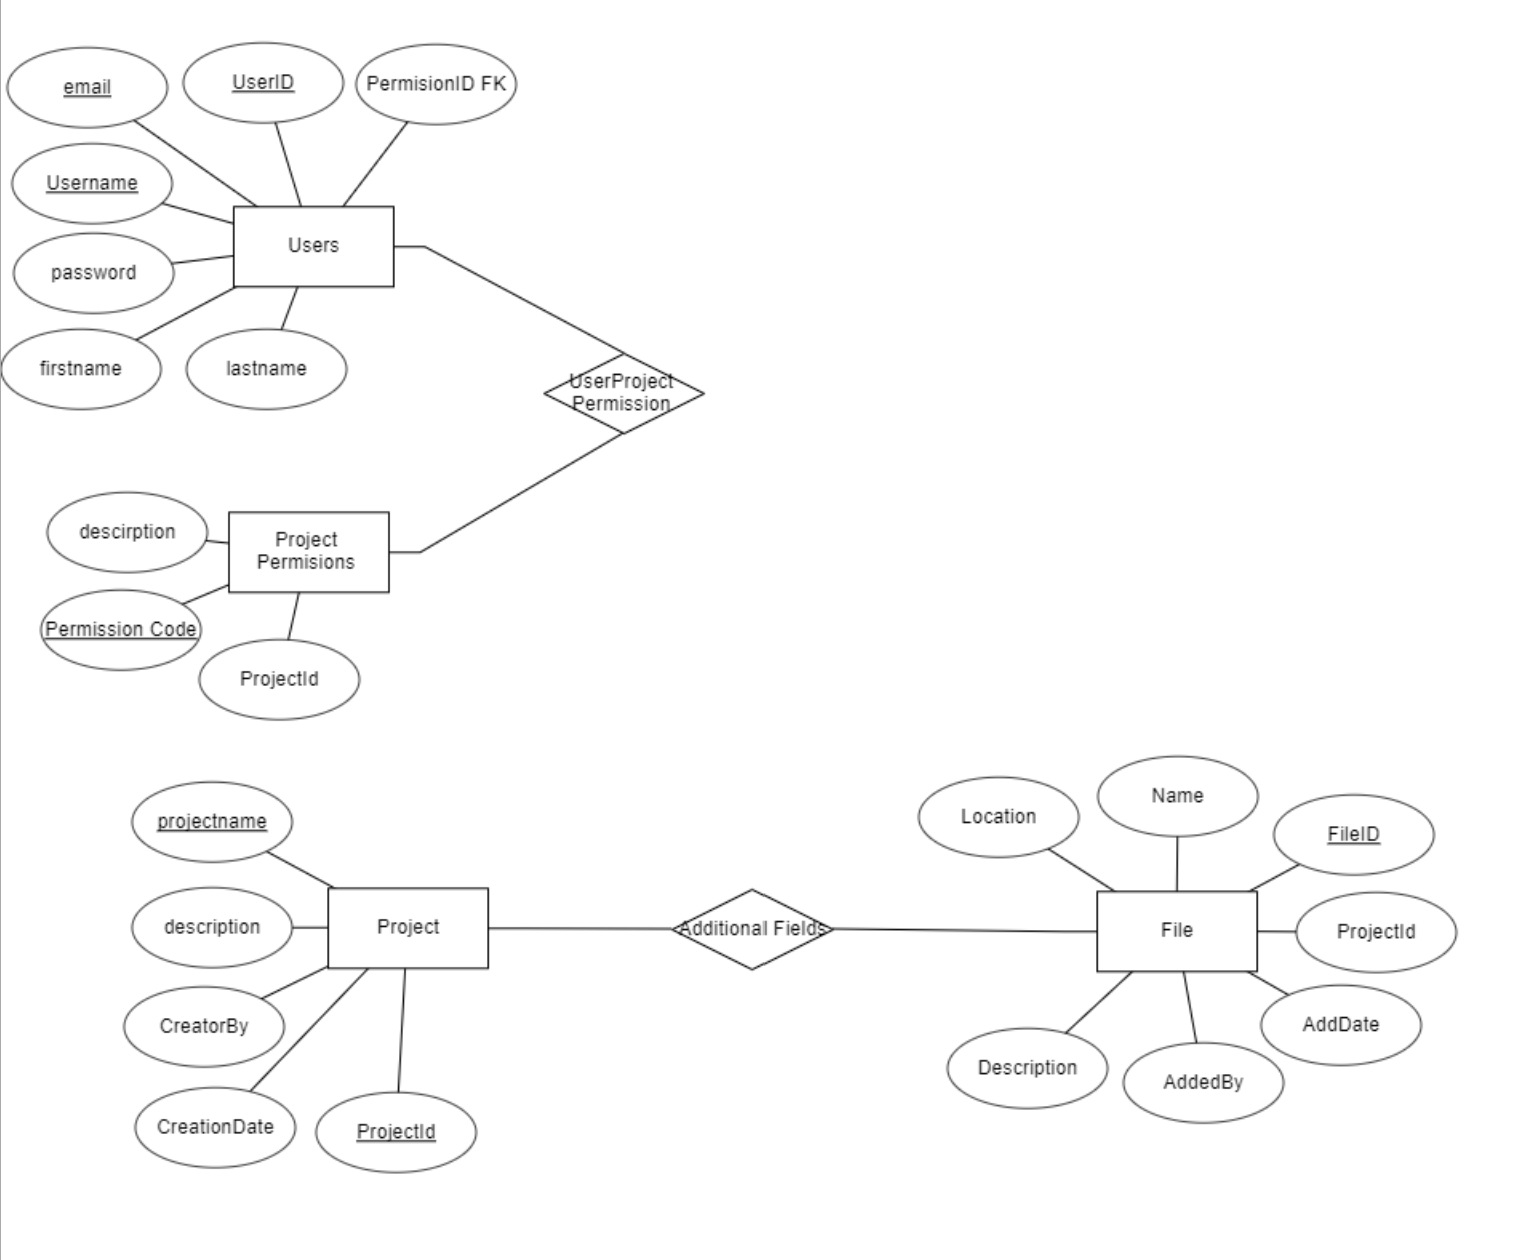 email
UserID
PermisionID FK
Username
Users
password
firstname
lastname
UserProject
Permission
descirption
Project
Permisions
Permission Code
ProjectId
projectname
Location
Name
FileID
description
Project
Additional Fields
File
ProjectId
CreatorBy
AddDate
Description
AddedBy
CreationDate
ProjectId